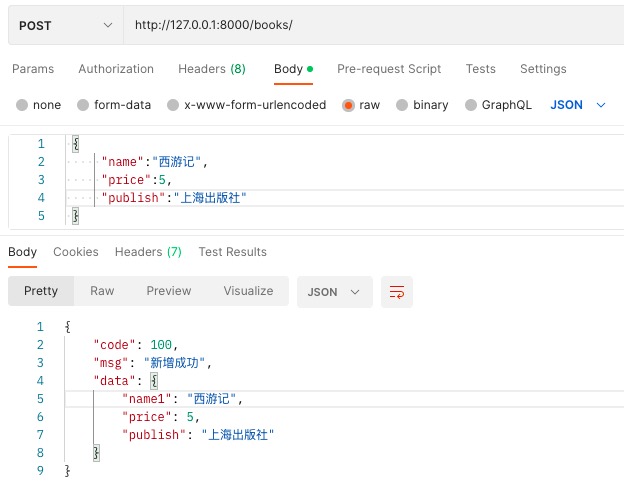 POST http://127.0.0.1:8000/books/
Params Authorization Headers (8) Body Pre-request Script Tests Settings
none form-data x-www-form-urlencoded raw binary GraphQL JSON
1 {
2 "name":"西游记",
3 "price":5,
4 "publish":"上海出版社"
5 }
Body Cookies Headers (7) Test Results
Pretty Raw Preview Visualize JSON
1 {
2 "code": 100,
3 "msg": "新增成功",
4 "data": {
5 "name1": "西游记",
6 "price": 5,
7 "publish": "上海出版社"
8 }
9 }